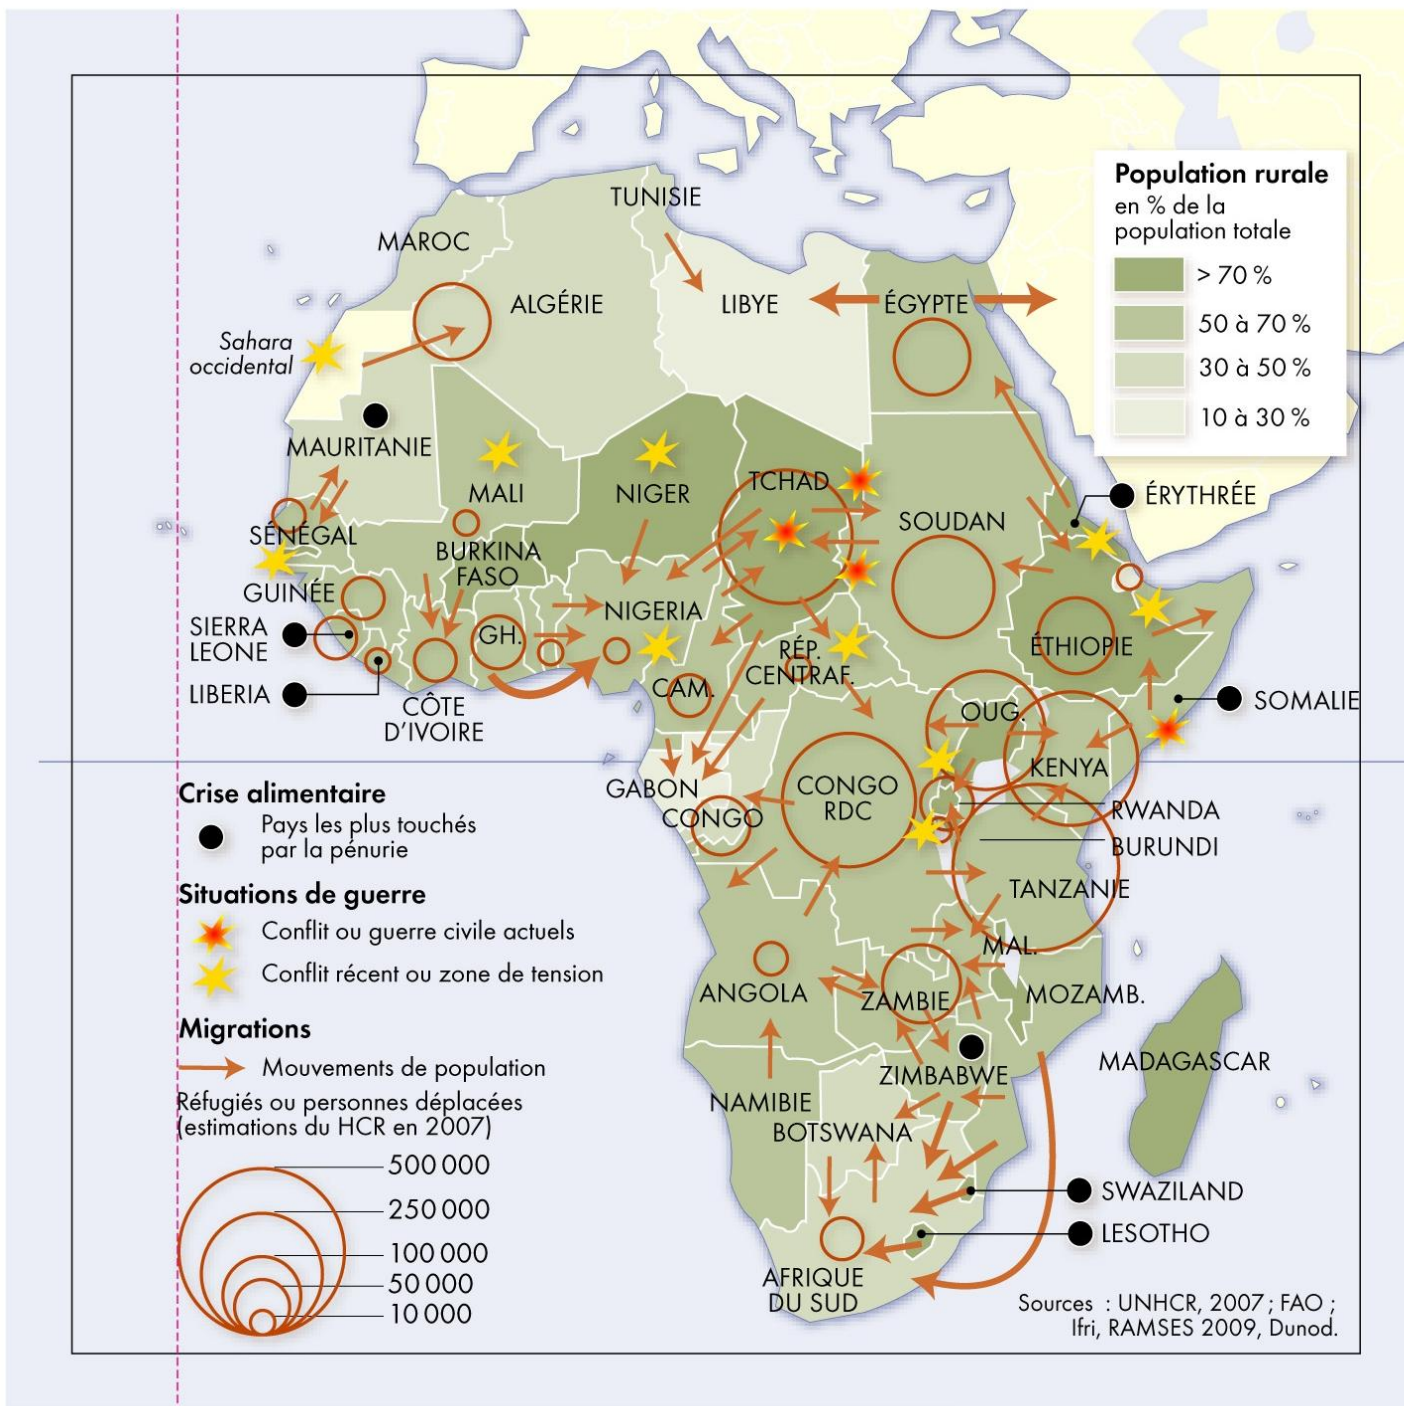 Population rurale
en % de la
population totale
> 70 %
50 à 70 %
30 à 50 %
10 à 30 %
TUNISIE
MAROC
ALGÉRIE
LIBYE
ÉGYPTE
Sahara
occidental
MAURITANIE
MALI
NIGER
TCHAD
SOUDAN
ÉRYTHRÉE
SÉNÉGAL
BURKINA
FASO
GUINÉE
NIGERIA
SIERRA
LEONE
GH.
RÉP.
CENTRAF.
ÉTHIOPIE
LIBERIA
CÔTE
D'IVOIRE
CAM.
OUG.
SOMALIE
GABON
CONGO
CONGO
RDC
KENYA
RWANDA
BURUNDI
TANZANIE
MAL.
ANGOLA
ZAMBIE
MOZAMB.
ZIMBABWE
MADAGASCAR
NAMIBIE
BOTSWANA
SWAZILAND
LESOTHO
AFRIQUE
DU SUD
Crise alimentaire
Pays les plus touchés
par la pénurie
Situations de guerre
Conflit ou guerre civile actuels
Conflit récent ou zone de tension
Migrations
Mouvements de population
Réfugiés ou personnes déplacées
(estimations du HCR en 2007)
500 000
250 000
100 000
50 000
10 000
Sources : UNHCR, 2007 ; FAO ;
Ifri, RAMSES 2009, Dunod.